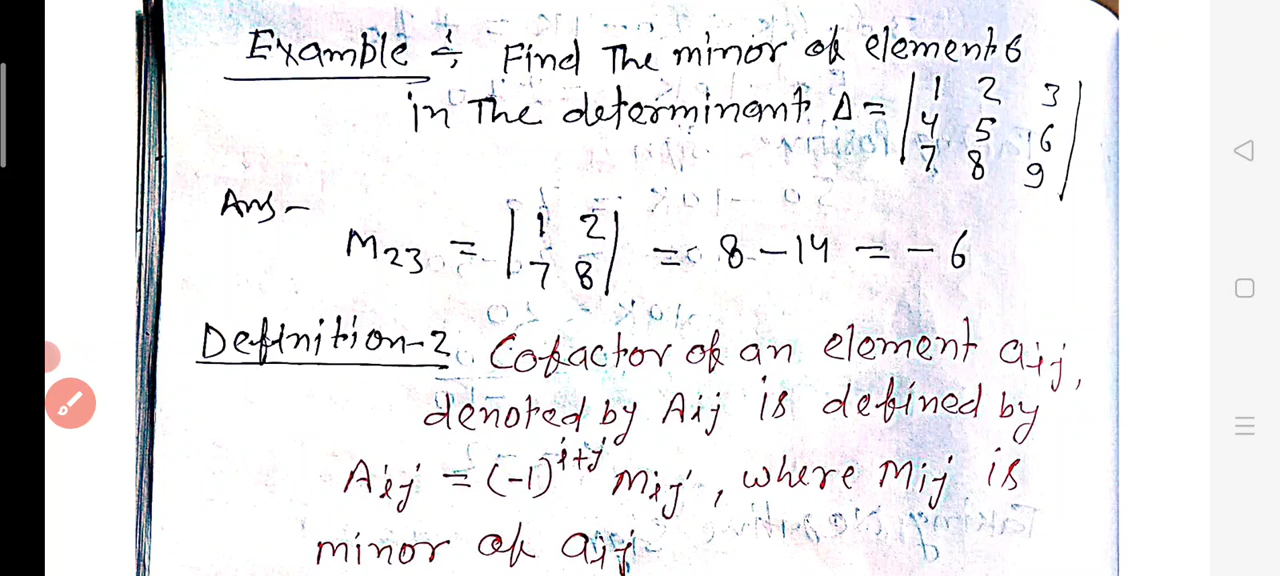 Example ÷ Find The minor of element 6
in The determinant Δ = | 1 2 3
4 5 6
7 8 9 |
Ans -
M23 = | 1 2
7 8 | = 8 - 14 = - 6
Definition-2 Cofactor of an element aij,
denoted by Aij is defined by
Aij = (-1)^i+j Mij, where Mij is
minor of aij